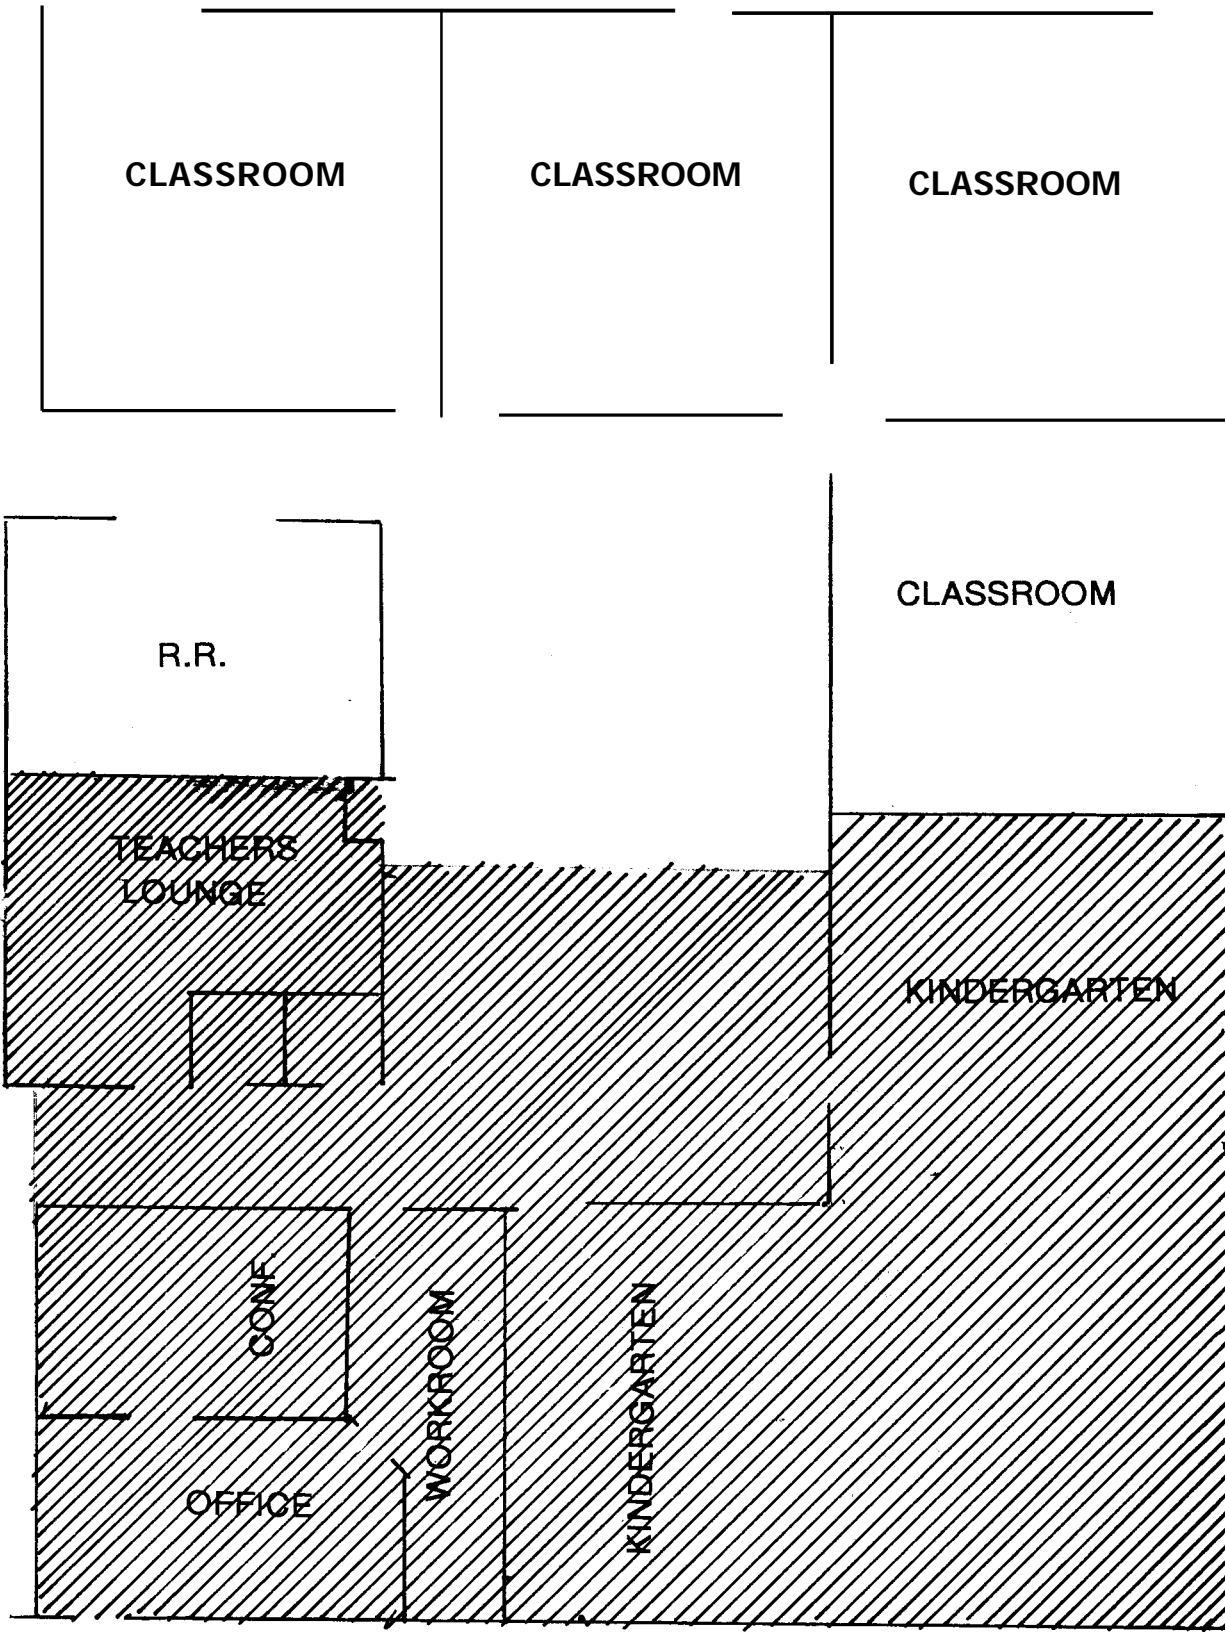 CLASSROOM
CLASSROOM
CLASSROOM
CLASSROOM
R.R.
TEACHERS
LOUNGE
KINDERGARTEN
CONF.
WORKROOM
KINDERGARTEN
OFFICE